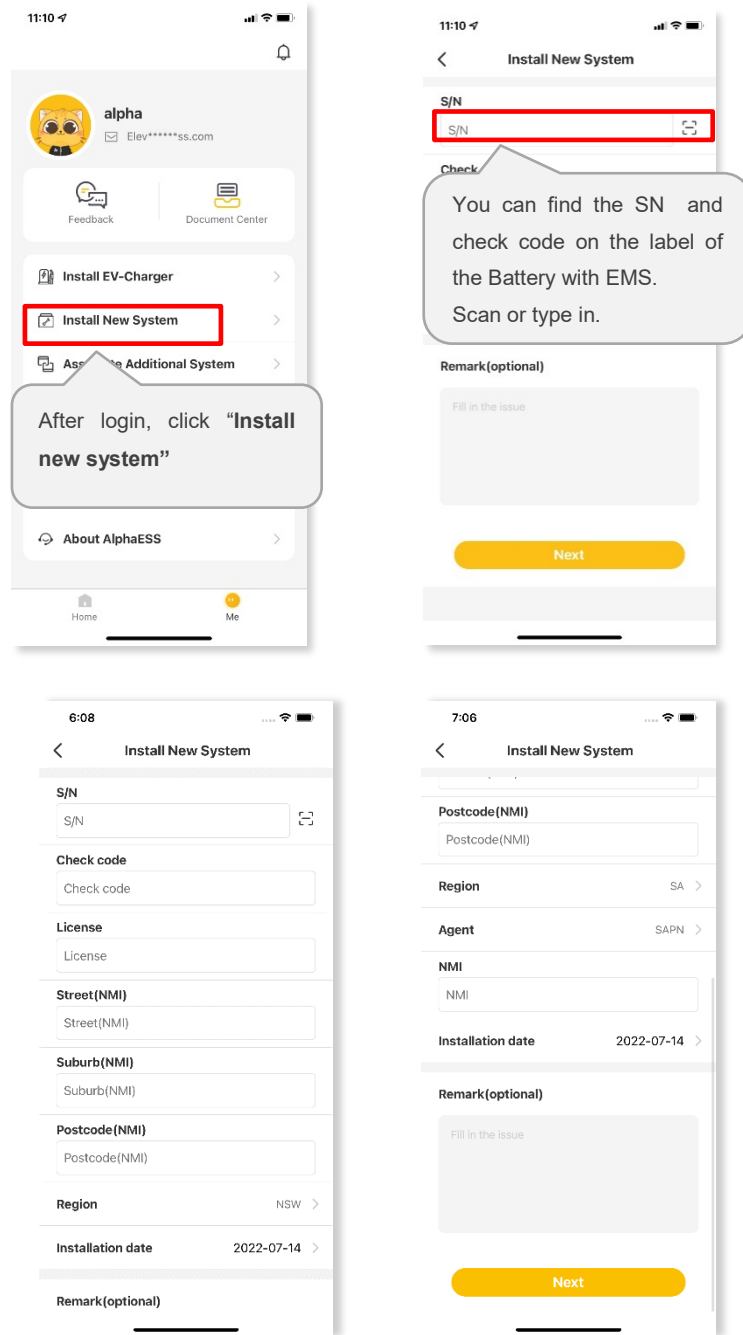 11:10
alpha
Elev******ss.com
Feedback
Document Center
Install EV-Charger
Install New System
Additional System
After login, click “Install
new system”
About AlphaESS
Home
Me
11:10
Install New System
S/N
S/N
Check
You can find the SN and
check code on the label of
the Battery with EMS.
Scan or type in.
Remark(optional)
Fill in the issue
Next
6:08
Install New System
S/N
S/N
Check code
Check code
License
License
Street(NMI)
Street(NMI)
Suburb(NMI)
Suburb(NMI)
Postcode(NMI)
Postcode(NMI)
Region NSW
Installation date 2022-07-14
Remark(optional)
7:06
Install New System
Postcode(NMI)
Postcode(NMI)
Region SA
Agent SAPN
NMI
NMI
Installation date 2022-07-14
Remark(optional)
Fill in the issue
Next